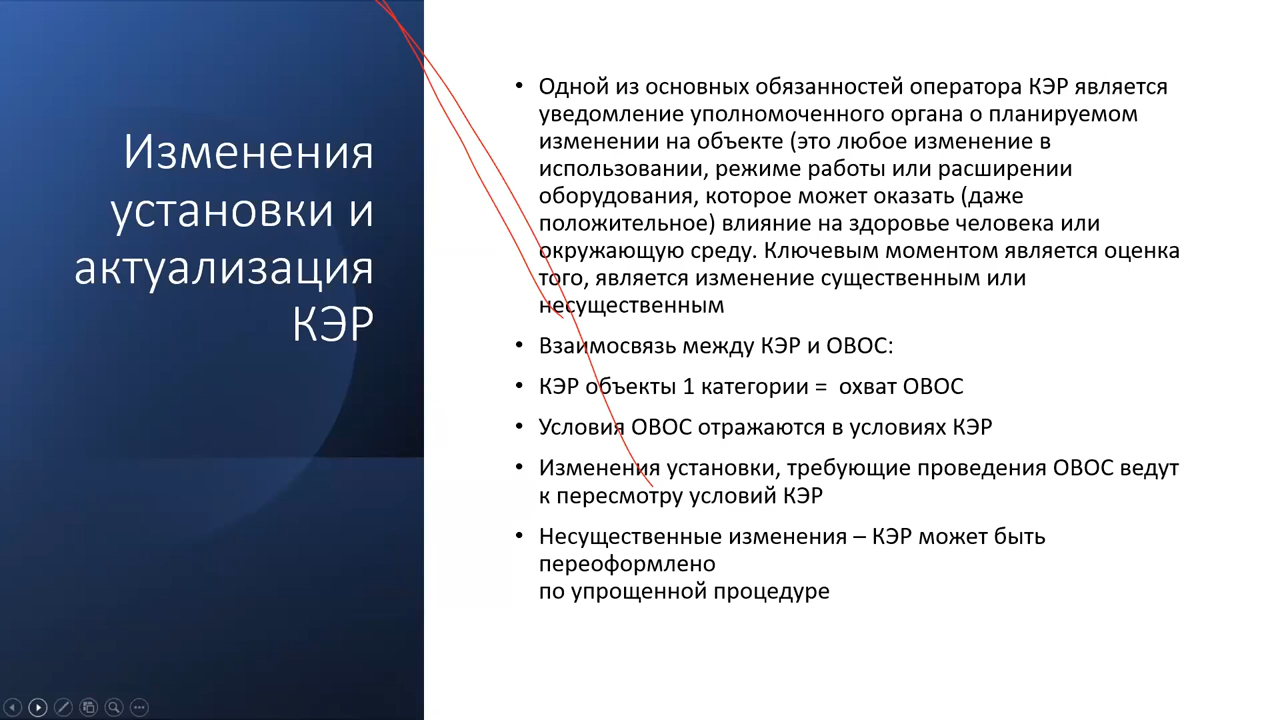 Изменения
установки и
актуализация
КЭР
• Одной из основных обязанностей оператора КЭР является
уведомление уполномоченного органа о планируемом
изменении на объекте (это любое изменение в
использовании, режиме работы или расширении
оборудования, которое может оказать (даже
положительное) влияние на здоровье человека или
окружающую среду. Ключевым моментом является оценка
того, является изменение существенным или
несущественным
• Взаимосвязь между КЭР и ОВОС:
• КЭР объекты 1 категории = охват ОВОС
• Условия ОВОС отражаются в условиях КЭР
• Изменения установки, требующие проведения ОВОС ведут
к пересмотру условий КЭР
• Несущественные изменения – КЭР может быть
переоформлено
по упрощенной процедуре